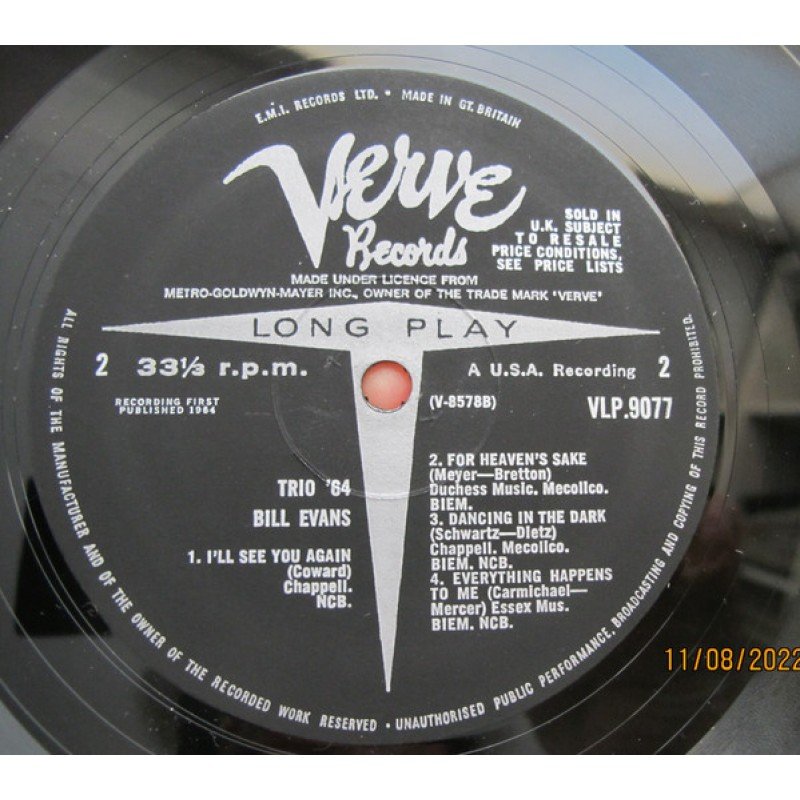 E.M.I. RECORDS LTD. • MADE IN GT. BRITAIN
Verve
Records
SOLD IN
U.K. SUBJECT
TO RESALE
PRICE CONDITIONS,
SEE PRICE LISTS
MADE UNDER LICENCE FROM
METRO-GOLDWYN-MAYER INC., OWNER OF THE TRADE MARK 'VERVE'
LONG PLAY
2 33⅓ r.p.m.
A U.S.A. Recording 2
RECORDING FIRST
PUBLISHED 1964
(V-8578B)
VLP.9077
TRIO '64
BILL EVANS
1. I'LL SEE YOU AGAIN
(Coward)
Chappell.
NCB.
2. FOR HEAVEN'S SAKE
(Meyer—Bretton)
Duchess Music. Mecolico.
BIEM.
3. DANCING IN THE DARK
(Schwartz—Dietz)
Chappell. Mecolico.
BIEM. NCB.
4. EVERYTHING HAPPENS
TO ME (Carmichael—
Mercer) Essex Mus.
BIEM. NCB.
ALL RIGHTS OF THE MANUFACTURER AND OF THE OWNER OF THE RECORDED WORK RESERVED • UNAUTHORISED PUBLIC PERFORMANCE, BROADCASTING AND COPYING OF THIS RECORD PROHIBITED.
11/08/2022